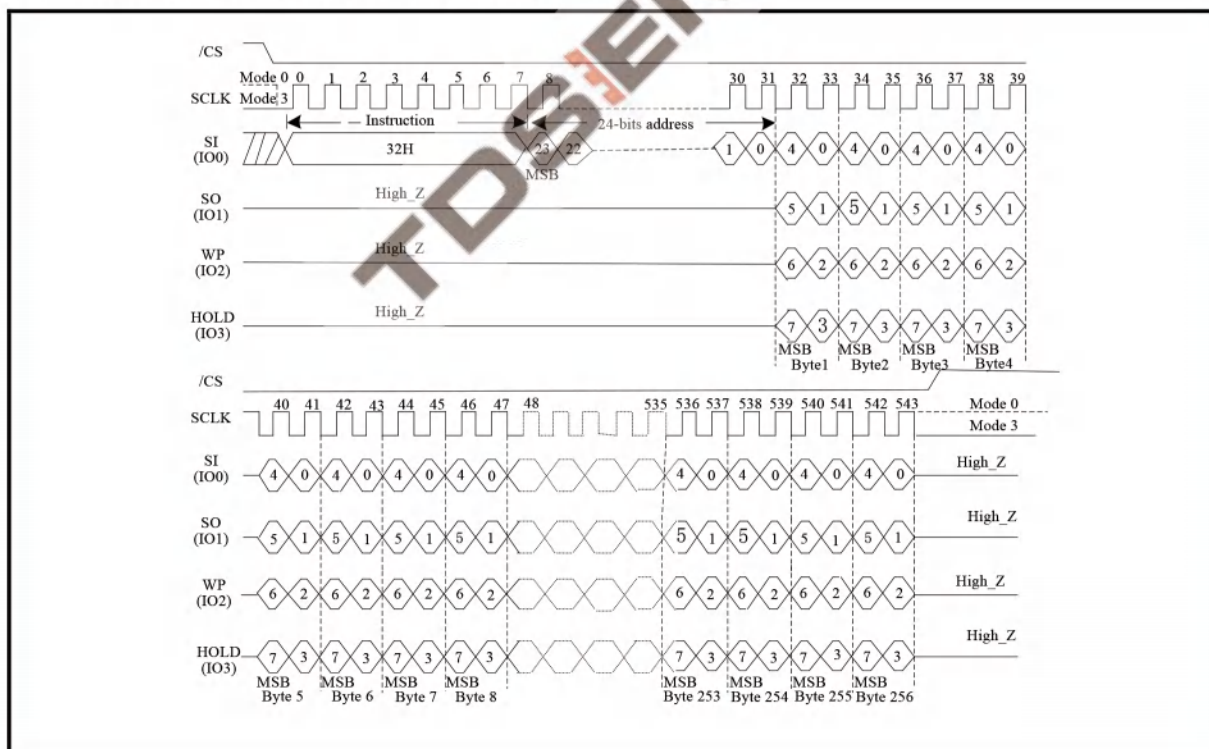 /CS
Mode 0 0 1 2 3 4 5 6 7 8 30 31 32 33 34 35 36 37 38 39
SCLK Mode 3
Instruction 24-bits address
SI
(IO0) 32H 23 22 1 0 4 0 4 0 4 0 4 0
MSB
High_Z
SO
(IO1) 5 1 5 1 5 1 5 1
High_Z
WP
(IO2) 6 2 6 2 6 2 6 2
High_Z
HOLD
(IO3) 7 3 7 3 7 3 7 3
MSB MSB MSB MSB
Byte1 Byte2 Byte3 Byte4
/CS
40 41 42 43 44 45 46 47 48 535 536 537 538 539 540 541 542 543 Mode 0
SCLK Mode 3
SI
(IO0) 4 0 4 0 4 0 4 0 4 0 4 0 4 0 4 0 High_Z
SO
(IO1) 5 1 5 1 5 1 5 1 5 1 5 1 5 1 5 1 High_Z
WP
(IO2) 6 2 6 2 6 2 6 2 6 2 6 2 6 2 6 2 High_Z
HOLD
(IO3) 7 3 7 3 7 3 7 3 7 3 7 3 7 3 7 3 High_Z
MSB MSB MSB MSB MSB MSB MSB MSB
Byte 5 Byte 6 Byte 7 Byte 8 Byte 253 Byte 254 Byte 255 Byte 256